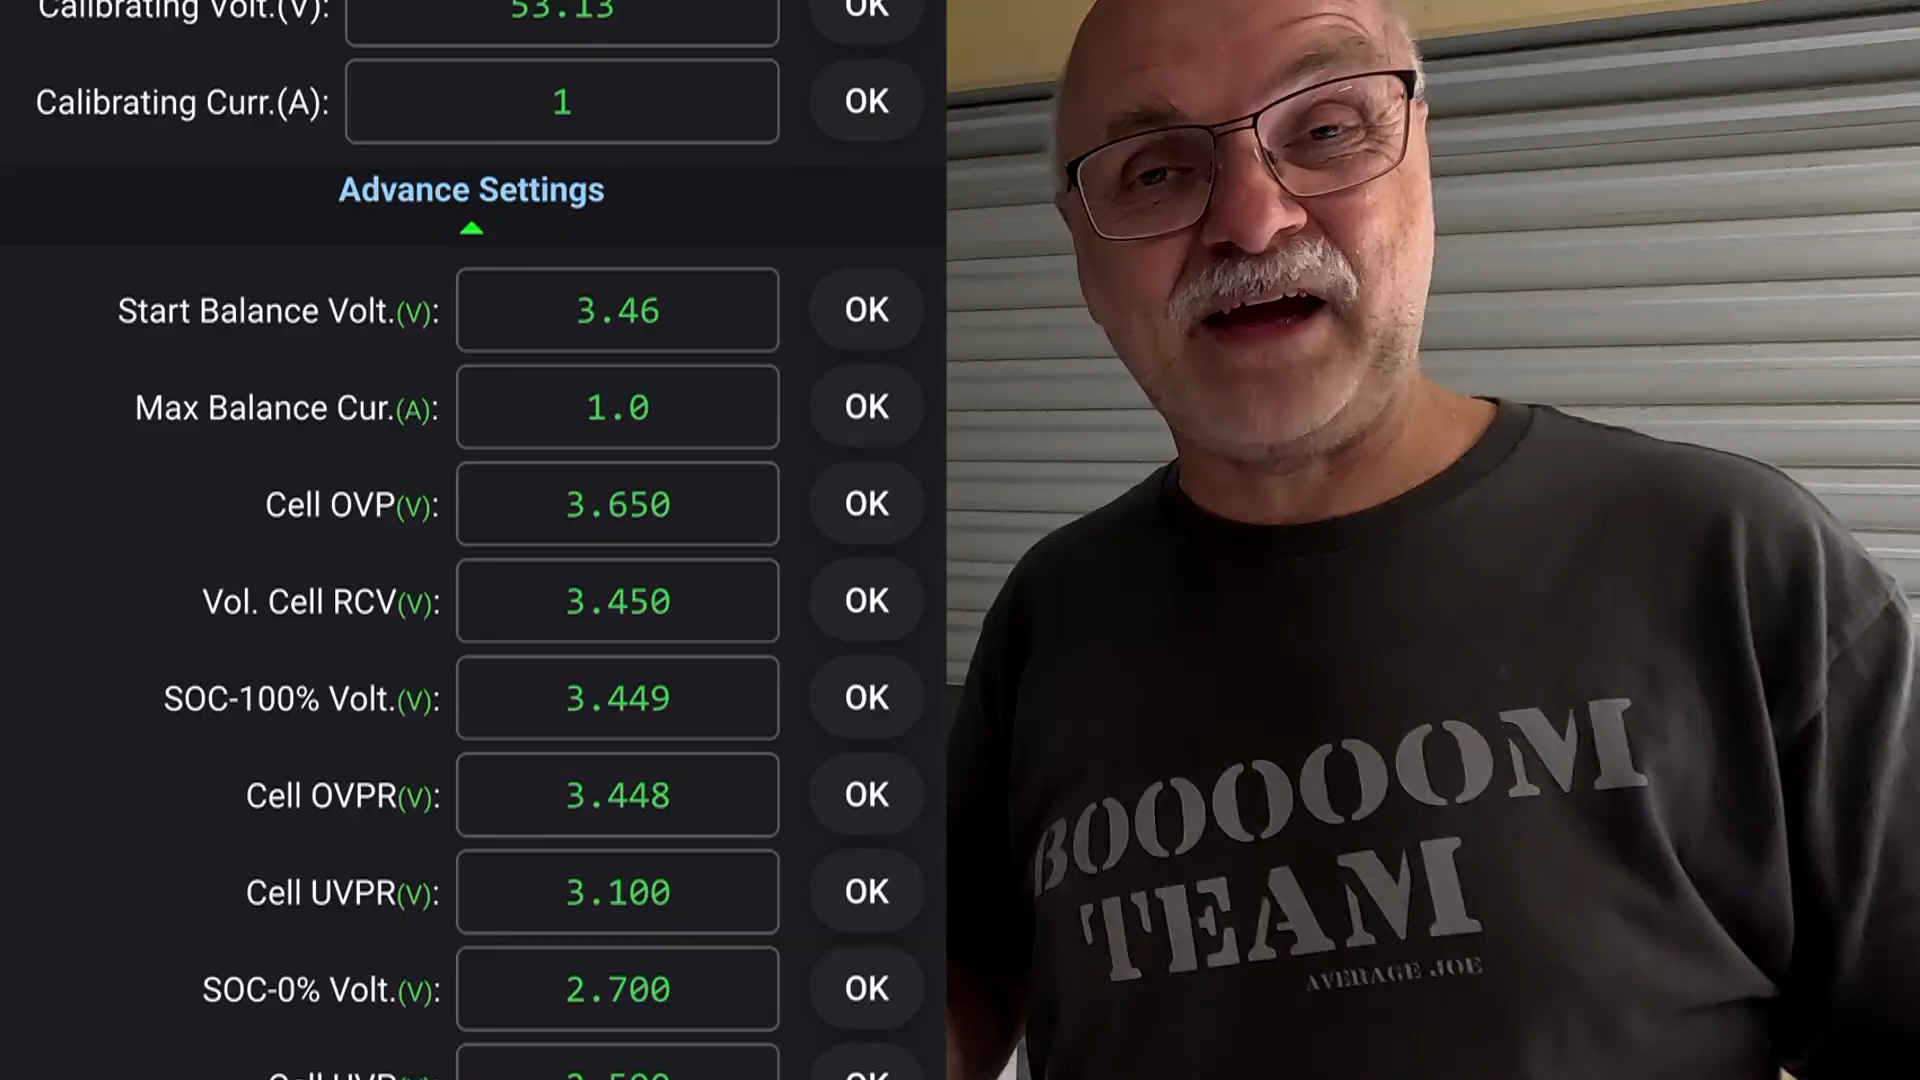 Calibrating Volt.(V): 53.13 OK
Calibrating Curr.(A): 1 OK
Advance Settings
Start Balance Volt.(V): 3.46 OK
Max Balance Cur.(A): 1.0 OK
Cell OVP(V): 3.650 OK
Vol. Cell RCV(V): 3.450 OK
SOC-100% Volt.(V): 3.449 OK
Cell OVPR(V): 3.448 OK
Cell UVPR(V): 3.100 OK
SOC-0% Volt.(V): 2.700 OK
OK
BOOOOOM
TEAM
AVERAGE JOE